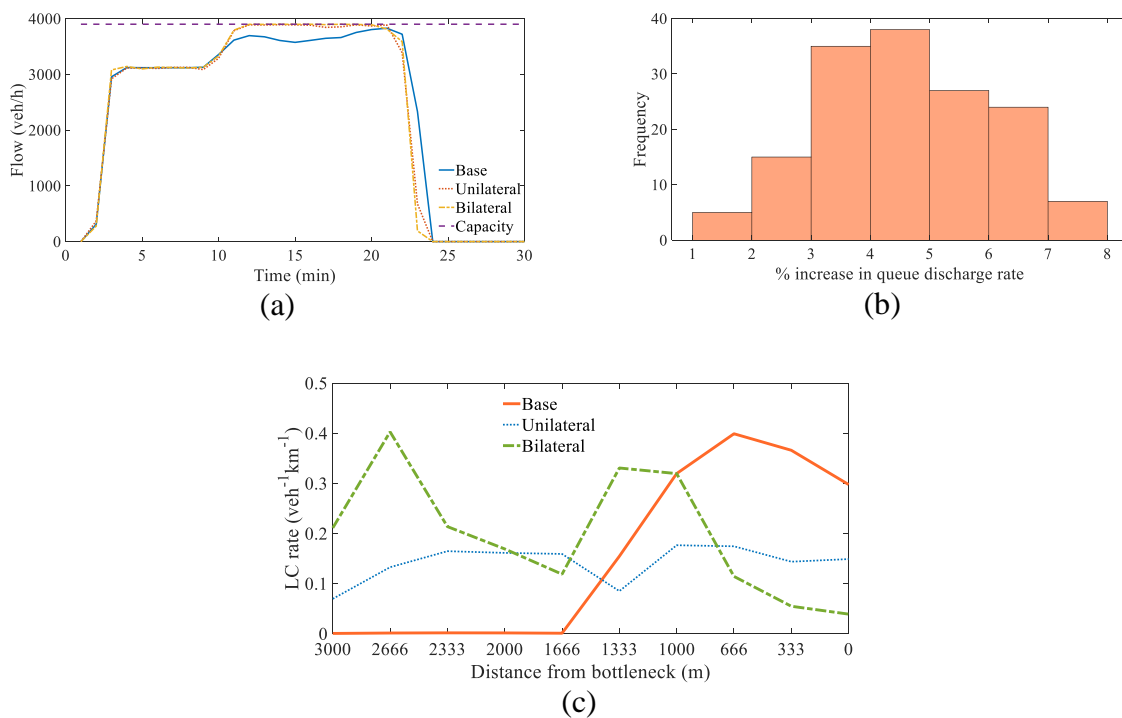 4000
3000
2000
1000
0
Flow (veh/h)
Base
Unilateral
Bilateral
Capacity
0 5 10 15 20 25 30
Time (min)
(a)
40
30
20
10
0
Frequency
1 2 3 4 5 6 7 8
% increase in queue discharge rate
(b)
0.5
0.4
0.3
0.2
0.1
0
LC rate (veh⁻¹km⁻¹)
Base
Unilateral
Bilateral
3000 2666 2333 2000 1666 1333 1000 666 333 0
Distance from bottleneck (m)
(c)